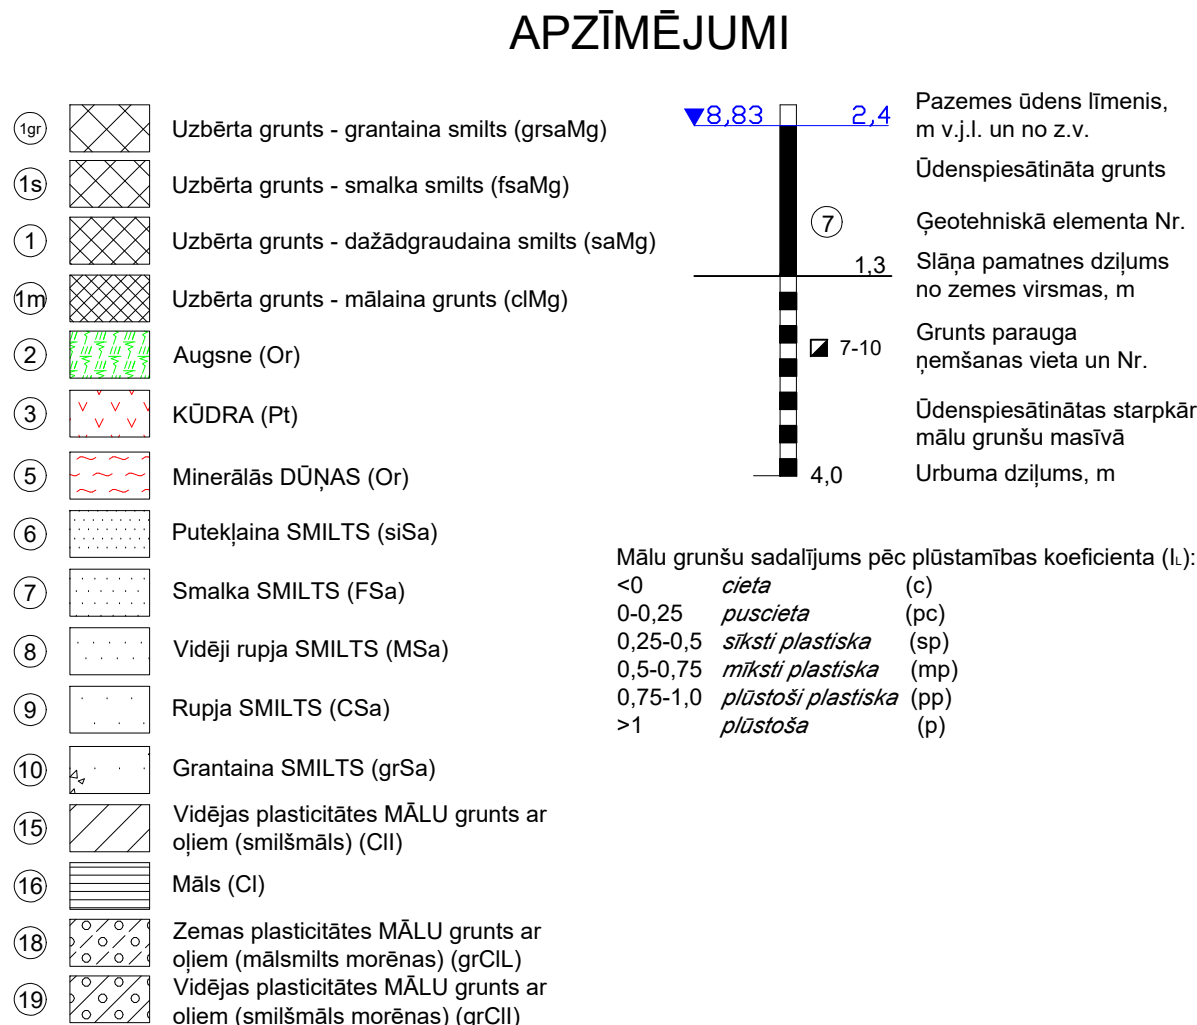 APZĪMĒJUMI
1gr Uzbērta grunts - grantaina smilts (grsaMg)
1s Uzbērta grunts - smalka smilts (fsaMg)
1 Uzbērta grunts - dažādgraudaina smilts (saMg)
1m Uzbērta grunts - mālaina grunts (clMg)
2 Augsne (Or)
3 KŪDRA (Pt)
5 Minerālās DŪŅAS (Or)
6 Putekļaina SMILTS (siSa)
7 Smalka SMILTS (FSa)
8 Vidēji rupja SMILTS (MSa)
9 Rupja SMILTS (CSa)
10 Grantaina SMILTS (grSa)
15 Vidējas plasticitātes MĀLU grunts ar
oļiem (smilšmāls) (ClI)
16 Māls (Cl)
18 Zemas plasticitātes MĀLU grunts ar
oļiem (mālsmilts morēnas) (grClL)
19 Vidējas plasticitātes MĀLU grunts ar
oļiem (smilšmāls morēnas) (grClI)
8,83 2,4
Pazemes ūdens līmenis,
m v.j.l. un no z.v.
Ūdenspiesātināta grunts
7 Ģeotehniskā elementa Nr.
1,3 Slāņa pamatnes dziļums
no zemes virsmas, m
7-10 Grunts parauga
ņemšanas vieta un Nr.
Ūdenspiesātinātas starpkār
mālu grunšu masīvā
4,0 Urbuma dziļums, m
Mālu grunšu sadalījums pēc plūstamības koeficienta (IL):
<0 cieta (c)
0-0,25 puscieta (pc)
0,25-0,5 sīksti plastiska (sp)
0,5-0,75 mīksti plastiska (mp)
0,75-1,0 plūstoši plastiska (pp)
>1 plūstoša (p)